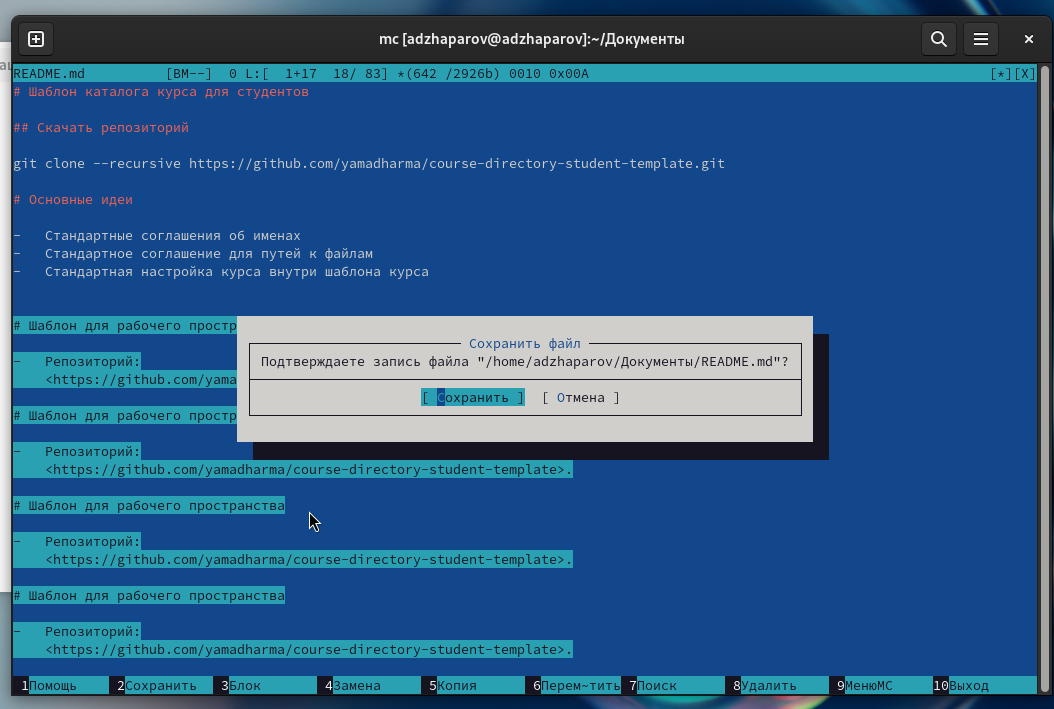 mc [adzhaparov@adzhaparov]:~/Документы
README.md [BM--] 0 L:[ 1+17 18/ 83] *(642 /2926b) 0010 0x00A [*][X]
# Шаблон каталога курса для студентов
## Скачать репозиторий
git clone --recursive https://github.com/yamadharma/course-directory-student-template.git
# Основные идеи
- Стандартные соглашения об именах
- Стандартное соглашение для путей к файлам
- Стандартная настройка курса внутри шаблона курса
# Шаблон для рабочего простр
Сохранить файл
- Репозиторий:
Подтверждаете запись файла "/home/adzhaparov/Документы/README.md"?
<https://github.com/yama
[ Сохранить ] [ Отмена ]
# Шаблон для рабочего простр
- Репозиторий:
<https://github.com/yamadharma/course-directory-student-template>.
# Шаблон для рабочего пространства
- Репозиторий:
<https://github.com/yamadharma/course-directory-student-template>.
# Шаблон для рабочего пространства
- Репозиторий:
<https://github.com/yamadharma/course-directory-student-template>.
1Помощь 2Сохранить 3Блок 4Замена 5Копия 6Перем~тить 7Поиск 8Удалить 9МенюMC 10Выход